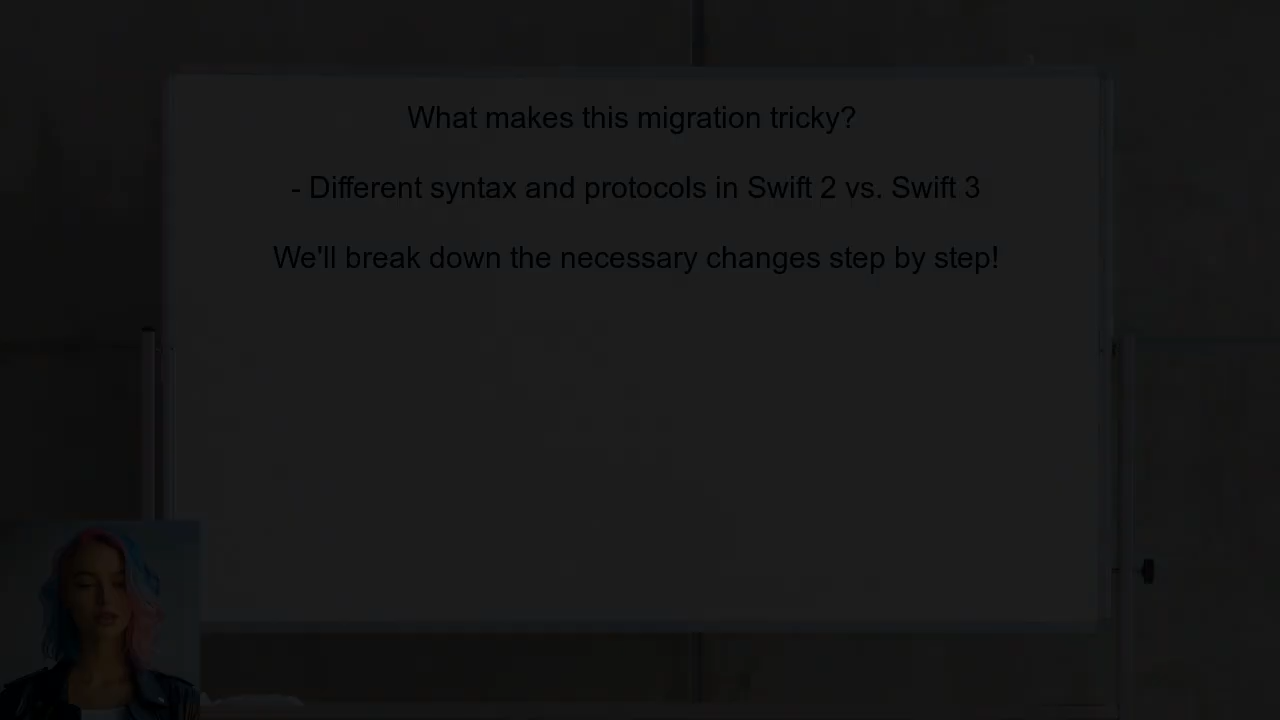 What makes this migration tricky?
- Different syntax and protocols in Swift 2 vs. Swift 3
We'll break down the necessary changes step by step!